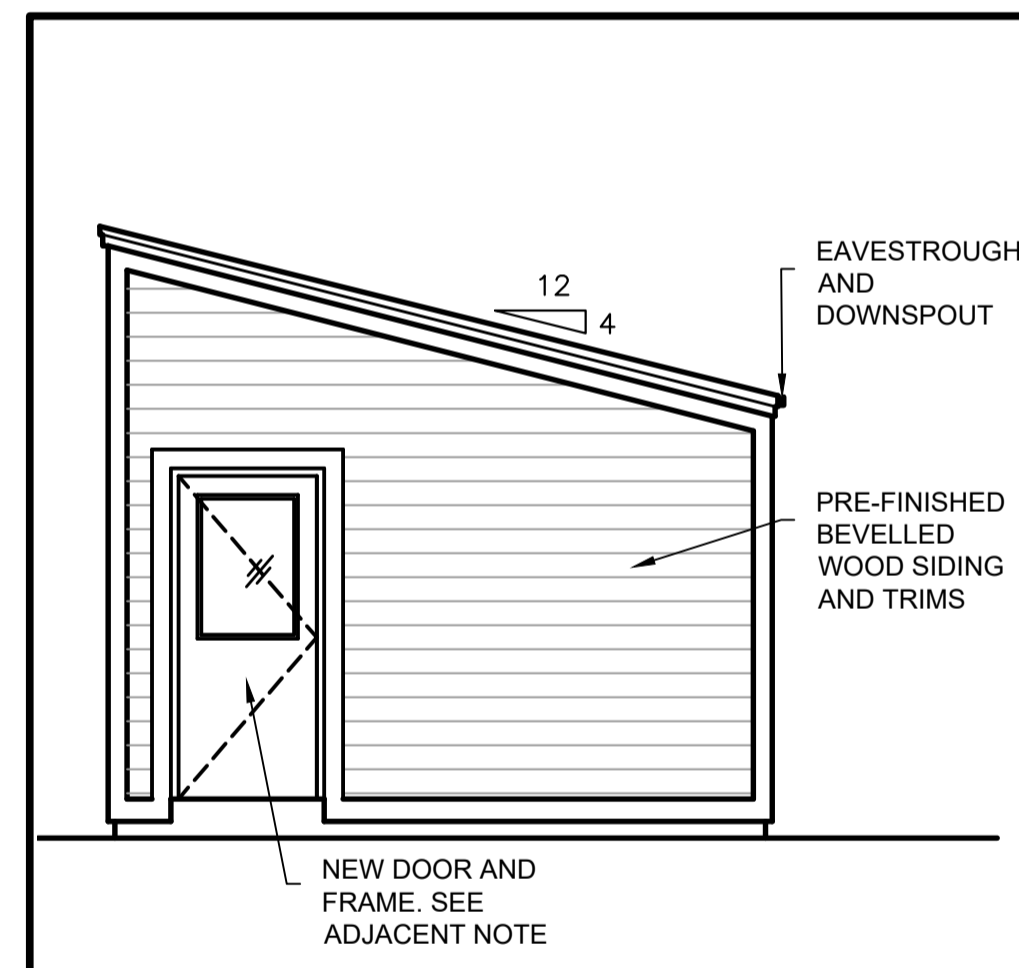 12
4
EAVESTROUGH
AND
DOWNSPOUT
PRE-FINISHED
BEVELLED
WOOD SIDING
AND TRIMS
NEW DOOR AND
FRAME. SEE
ADJACENT NOTE